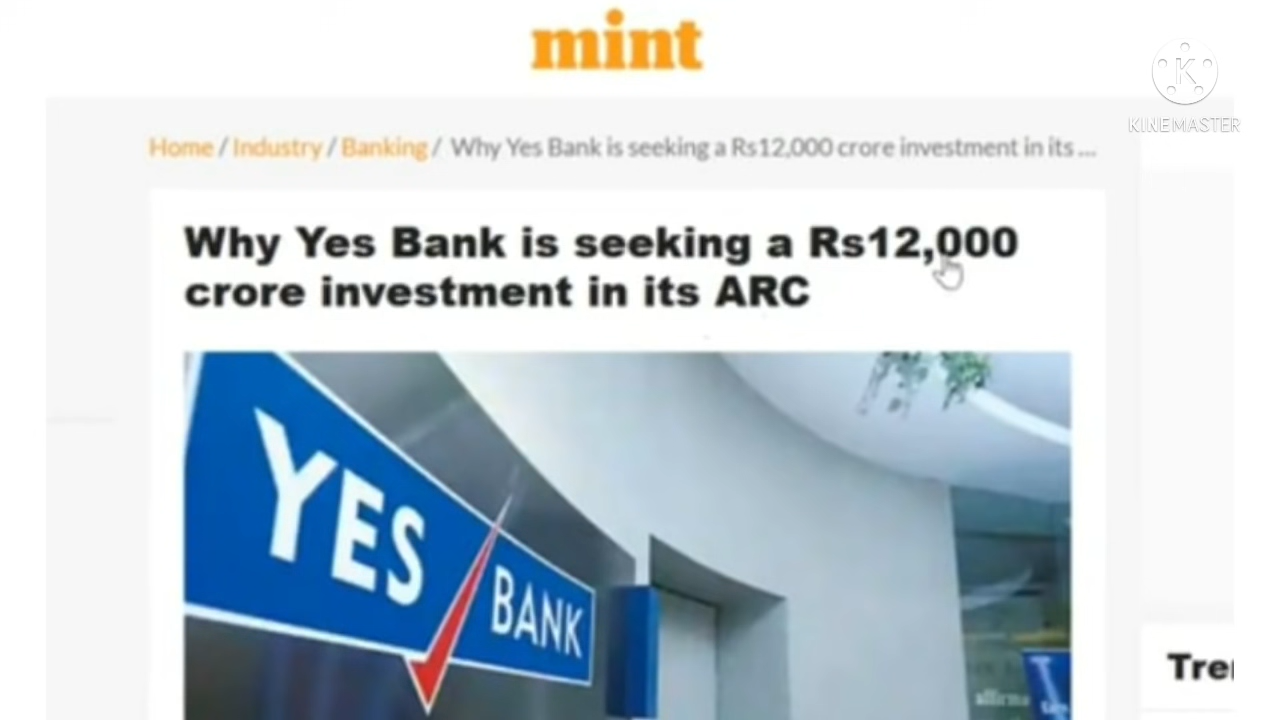 mint
K
KINEMASTER
Home / Industry / Banking / Why Yes Bank is seeking a Rs12,000 crore investment in its ...
Why Yes Bank is seeking a Rs12,000
crore investment in its ARC
YES BANK
Tre